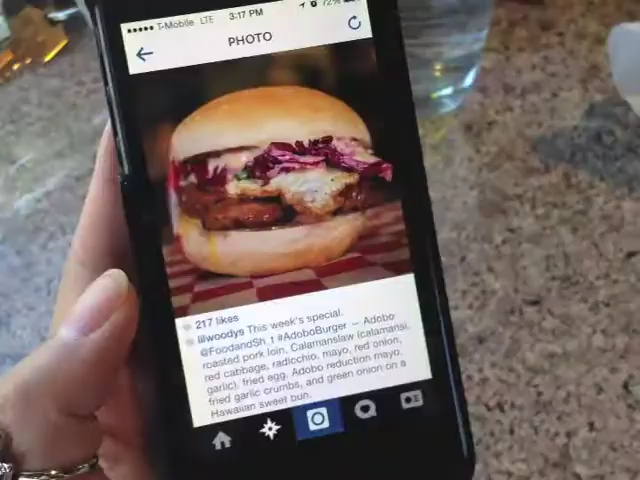 T-Mobile LTE 3:17 PM 72%
PHOTO
217 likes
lilwoodys This week's special.
@FoodandSh_t #AdoboBurger — Adobo
roasted pork loin, Calamanslaw (calamansi,
red cabbage, radicchio, mayo, red onion,
garlic), fried egg, Adobo reduction mayo,
fried garlic crumbs, and green onion on a
Hawaiian sweet bun.